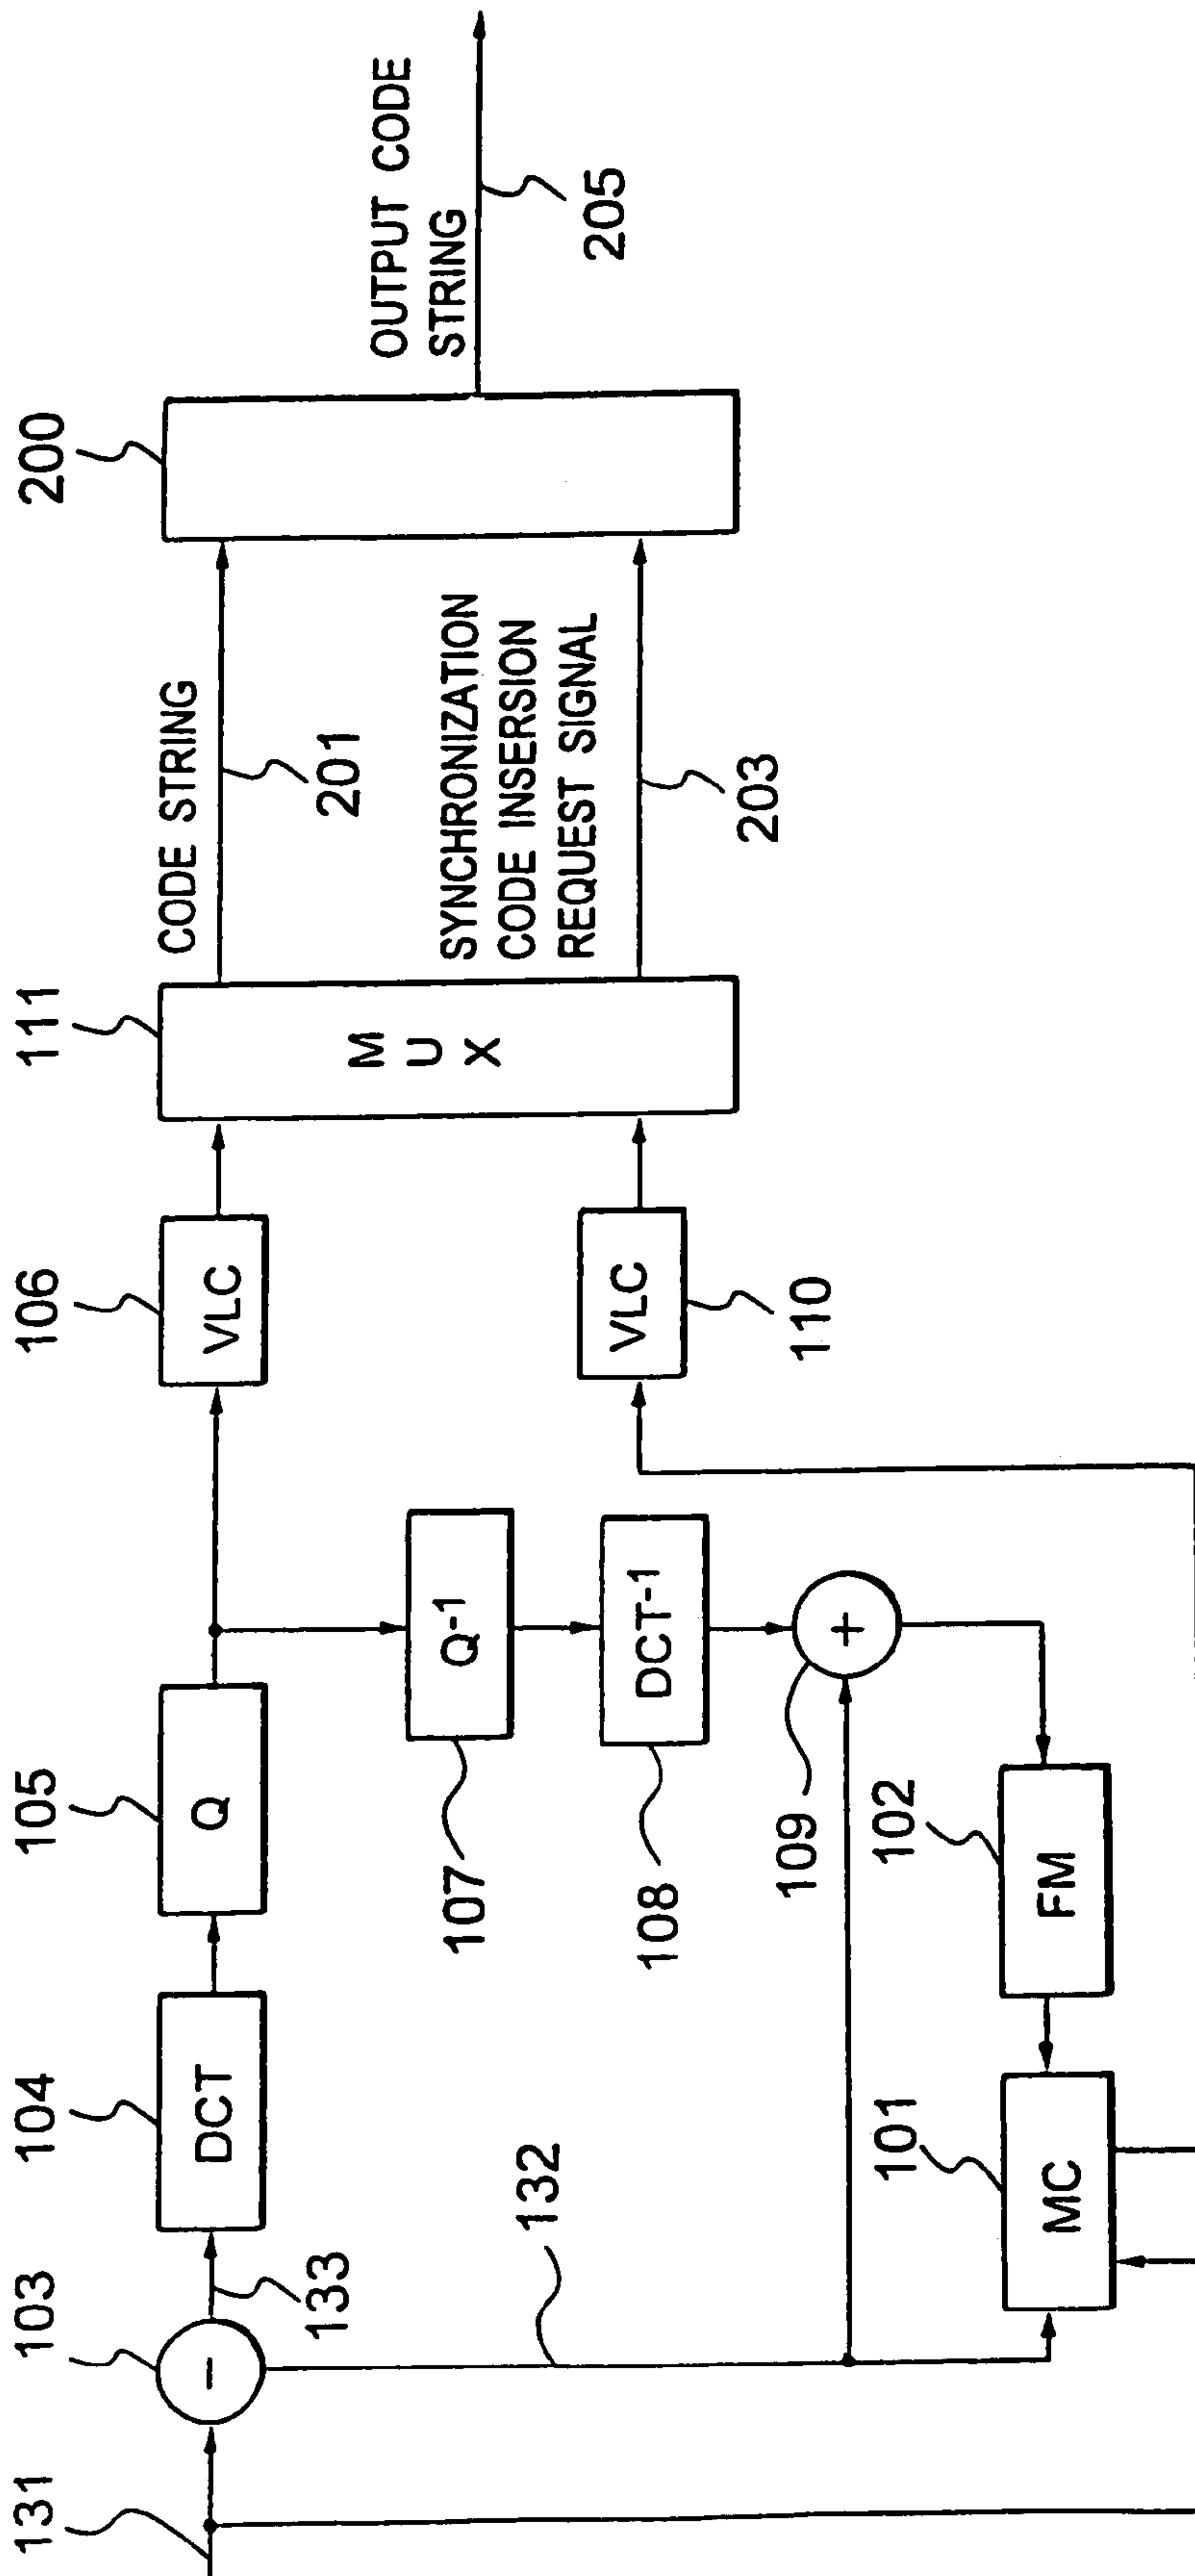 131
103
-
133
132
104
DCT
105
Q
107
Q-1
108
DCT-1
109
+
102
FM
101
MC
106
VLC
110
VLC
111
M
U
X
CODE STRING
201
SYNCHRONIZATION
CODE INSERSION
REQUEST SIGNAL
203
200
OUTPUT CODE
STRING
205